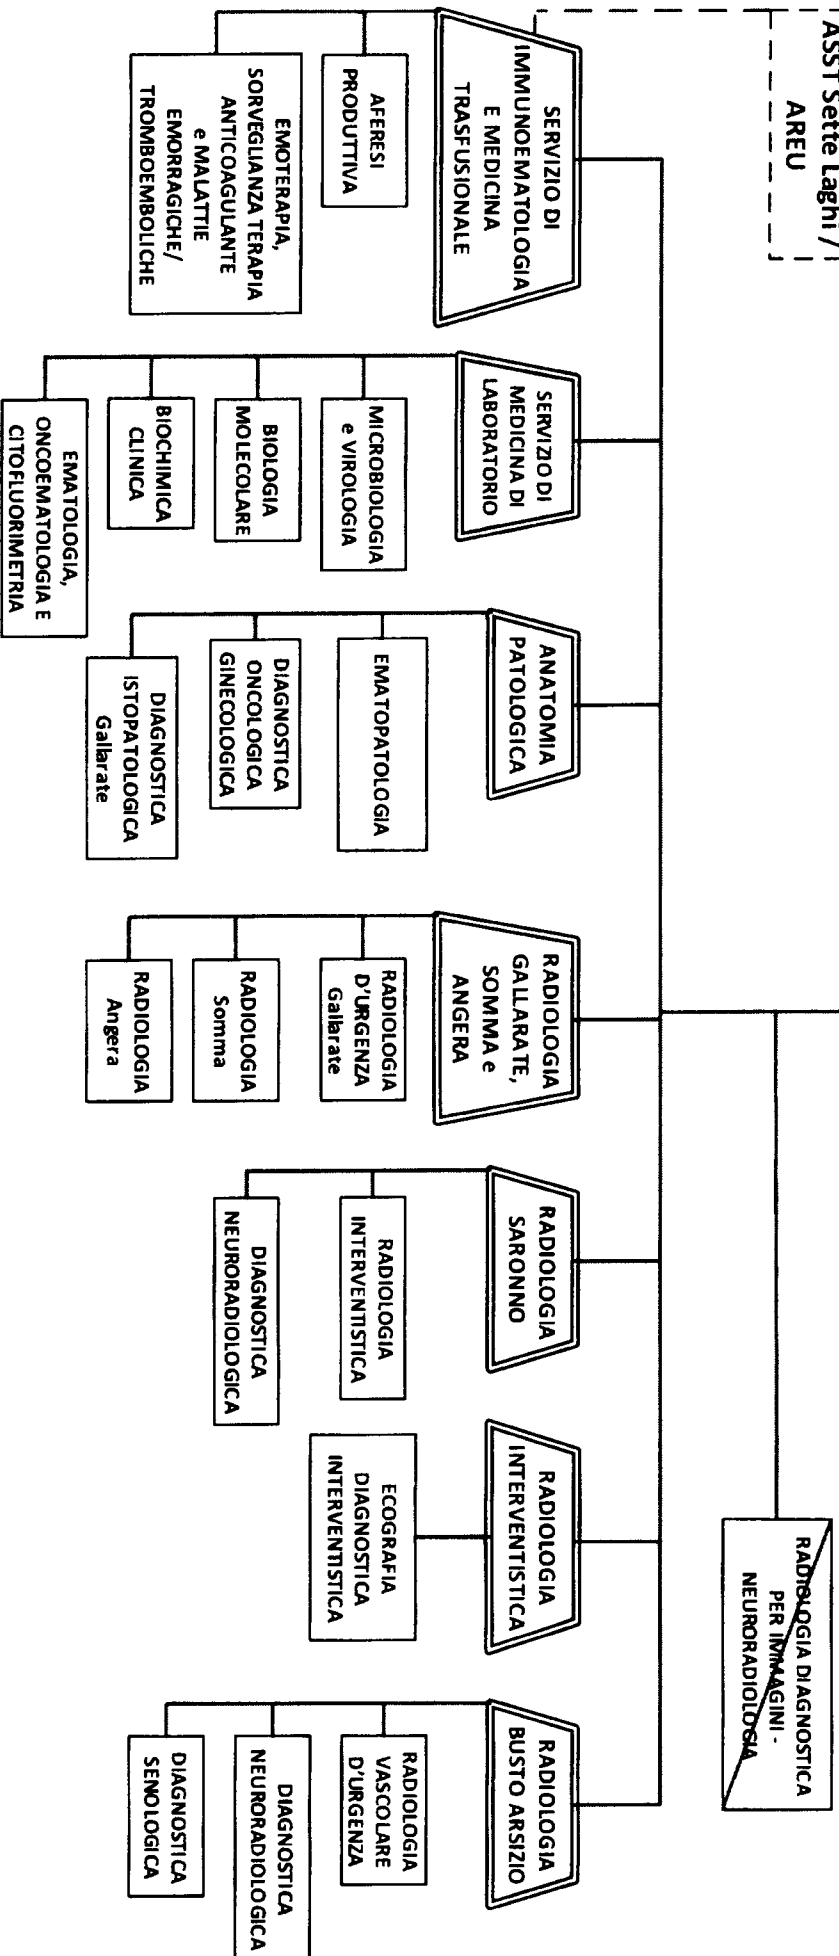 ASST Sette Laghi /
AREU
RADIOLOGIA DIAGNOSTICA
PER IMMAGINI -
NEURORADIOLOGIA
SERVIZIO DI
IMMUNOEMATOLOGIA
E MEDICINA
TRASFUSIONALE
AFERESI
PRODUTTIVA
EMOTERAPIA,
SORVEGLIANZA TERAPIA
ANTICOAGULANTE
e MALATTIE
EMORRAGICHE/
TROMBOEMBOLICHE
SERVIZIO DI
MEDICINA DI
LABORATORIO
MICROBIOLOGIA
e VIROLOGIA
BIOLOGIA
MOLECOLARE
BIOCHIMICA
CLINICA
EMATOLOGIA,
ONCOEMATOLOGIA E
CITOFLUORIMETRIA
ANATOMIA
PATOLOGICA
EMATOPATOLOGIA
DIAGNOSTICA
ONCOLOGICA
GINECOLOGICA
DIAGNOSTICA
ISTOPATOLOGICA
Gallarate
RADIOLOGIA
GALLARATE,
SOMMA e
ANGERA
RADIOLOGIA
D'URGENZA
Gallarate
RADIOLOGIA
Somma
RADIOLOGIA
Angera
RADIOLOGIA
SARONNO
RADIOLOGIA
INTERVENTISTICA
DIAGNOSTICA
NEURORADIOLOGICA
RADIOLOGIA
INTERVENTISTICA
ECOGRAFIA
DIAGNOSTICA
INTERVENTISTICA
RADIOLOGIA
BUSTO ARSIZIO
RADIOLOGIA
VASCOLARE
D'URGENZA
DIAGNOSTICA
NEURORADIOLOGICA
DIAGNOSTICA
SENOLOGICA